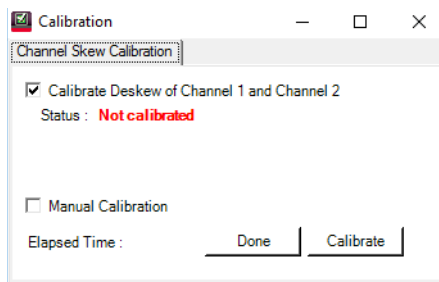 Calibration
Channel Skew Calibration
Calibrate Deskew of Channel 1 and Channel 2
Status : Not calibrated
Manual Calibration
Elapsed Time : Done Calibrate